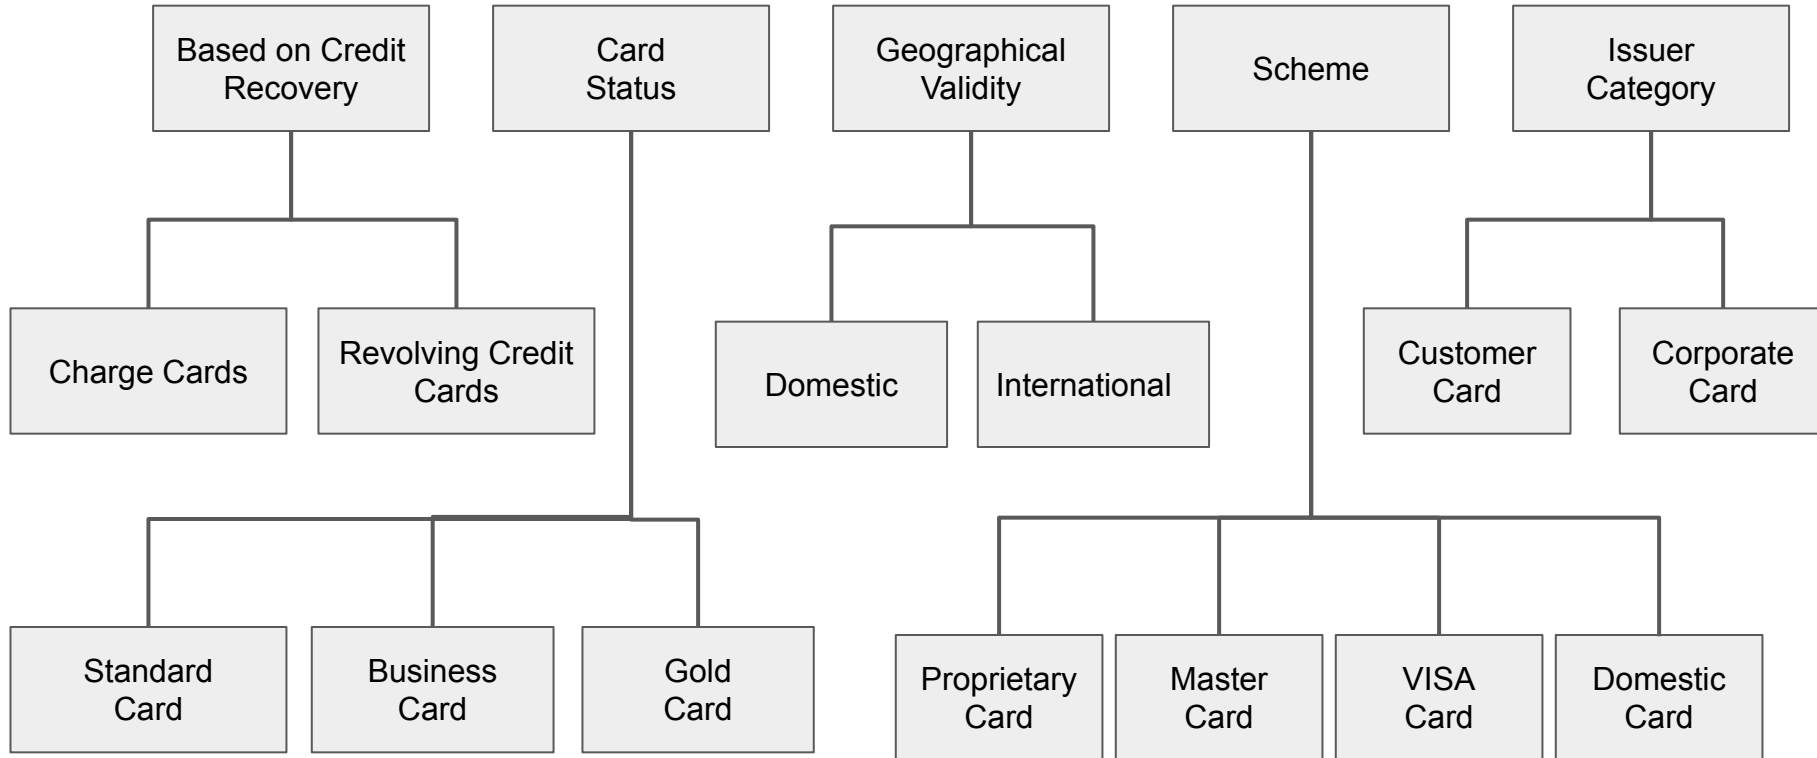 Based on Credit
Recovery
Card
Status
Geographical
Validity
Scheme
Issuer
Category
Charge Cards
Revolving Credit
Cards
Domestic
International
Customer
Card
Corporate
Card
Standard
Card
Business
Card
Gold
Card
Proprietary
Card
Master
Card
VISA
Card
Domestic
Card